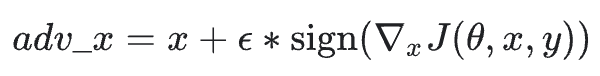 adv_x = x + ϵ * sign(∇ₓJ(θ, x, y))